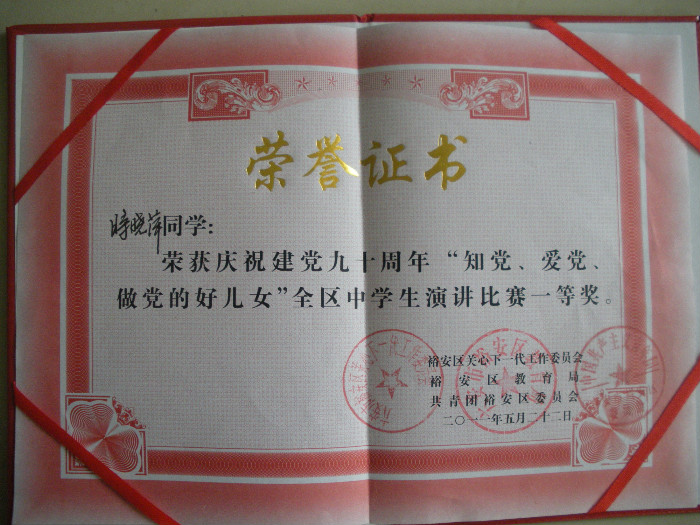 荣誉证书
時晓萍同学:
荣获庆祝建党九十周年“知党、爱党、
做党的好儿女”全区中学生演讲比赛一等奖。
裕安区关心下一代工作委员会
裕安区教育局
共青团裕安区委员会
二〇一一年五月二十二日